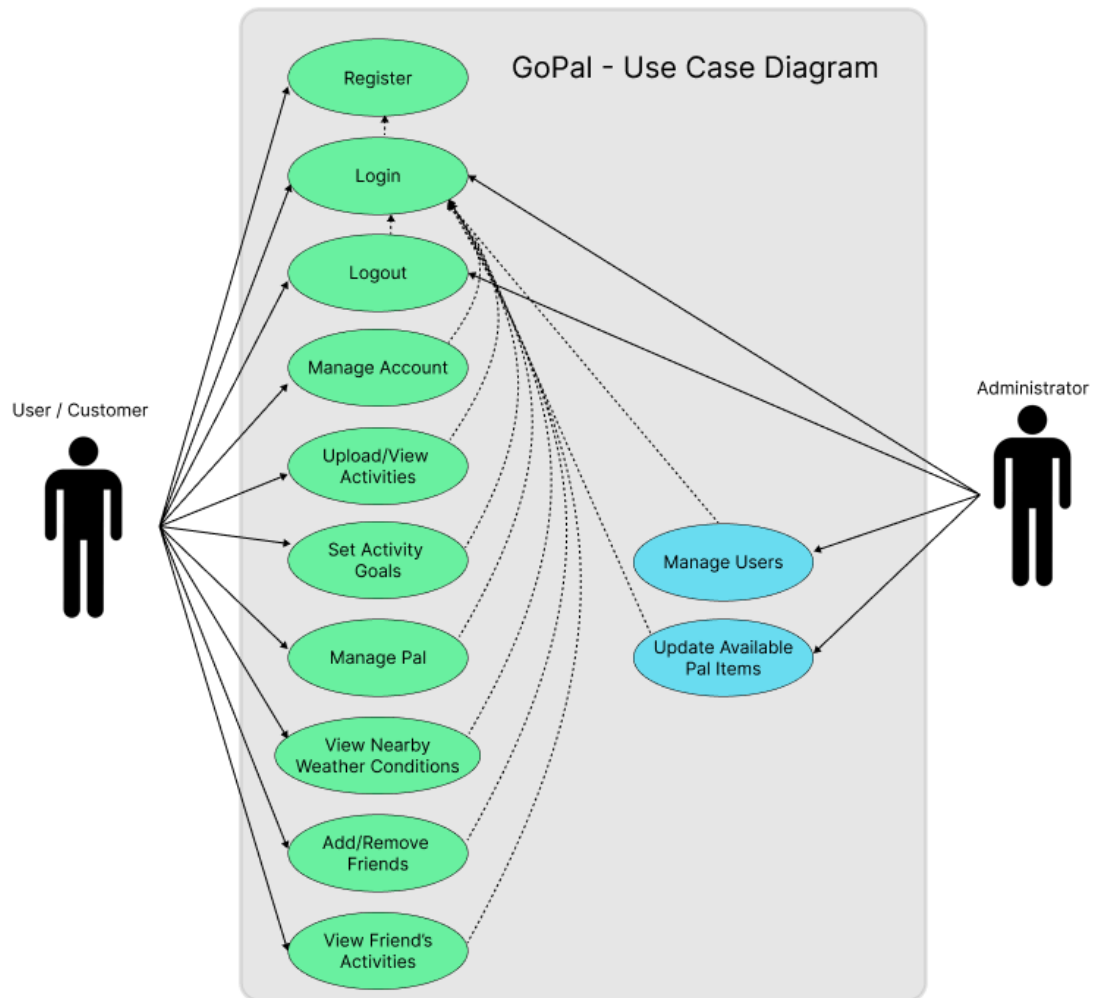 GoPal - Use Case Diagram
Register
Login
Logout
Manage Account
User / Customer
Administrator
Upload/View
Activities
Set Activity
Goals
Manage Users
Manage Pal
Update Available
Pal Items
View Nearby
Weather Conditions
Add/Remove
Friends
View Friend's
Activities